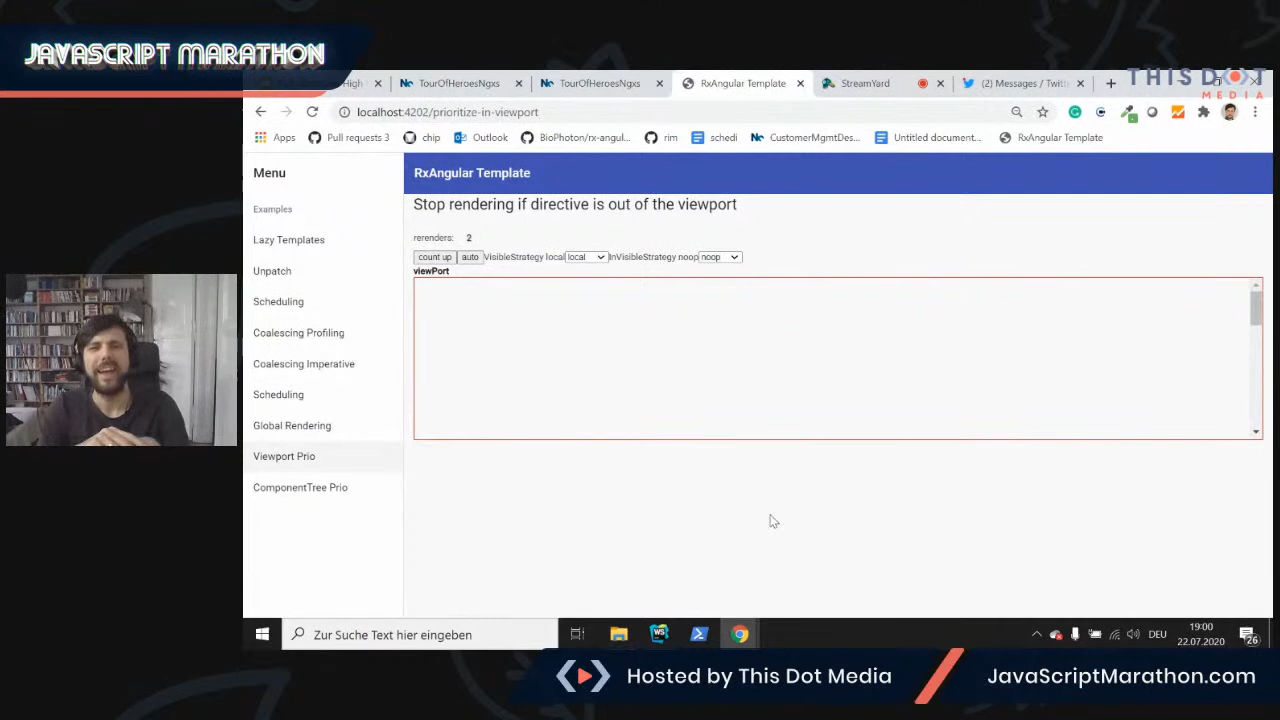 JAVASCRIPT MARATHON
THIS DOT
MEDIA
High
TourOfHeroesNgxs
TourOfHeroesNgxs
RxAngular Template
StreamYard
(2) Messages / Twitt
localhost:4202/prioritize-in-viewport
Apps
Pull requests 3
chip
Outlook
BioPhoton/rx-angul...
rim
schedi
CustomerMgmtDes...
Untitled document...
RxAngular Template
Menu
Examples
Lazy Templates
Unpatch
Scheduling
Coalescing Profiling
Coalescing Imperative
Scheduling
Global Rendering
Viewport Prio
ComponentTree Prio
RxAngular Template
Stop rendering if directive is out of the viewport
rerenders: 2
count up auto VisibleStrategy local local InVisibleStrategy noop noop
viewPort
Zur Suche Text hier eingeben
WS
DEU
19:00
22.07.2020
26
Hosted by This Dot Media
JavaScriptMarathon.com